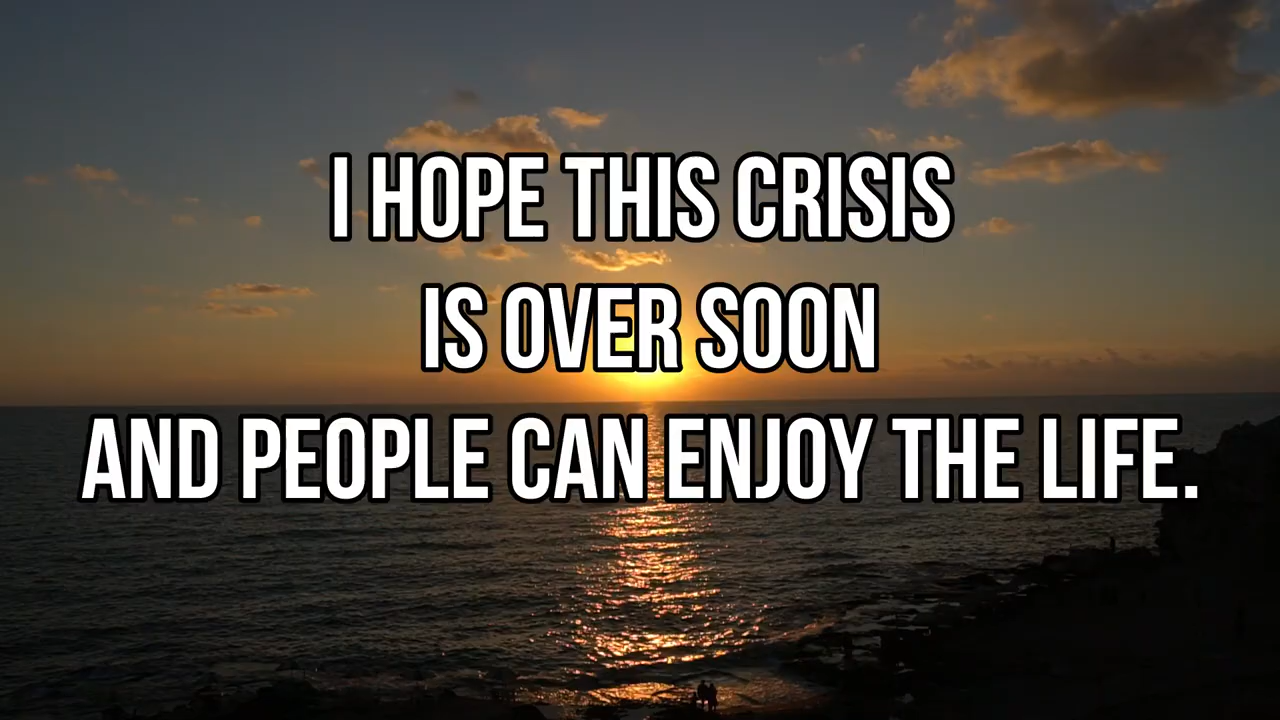 I HOPE THIS CRISIS
IS OVER SOON
AND PEOPLE CAN ENJOY THE LIFE.